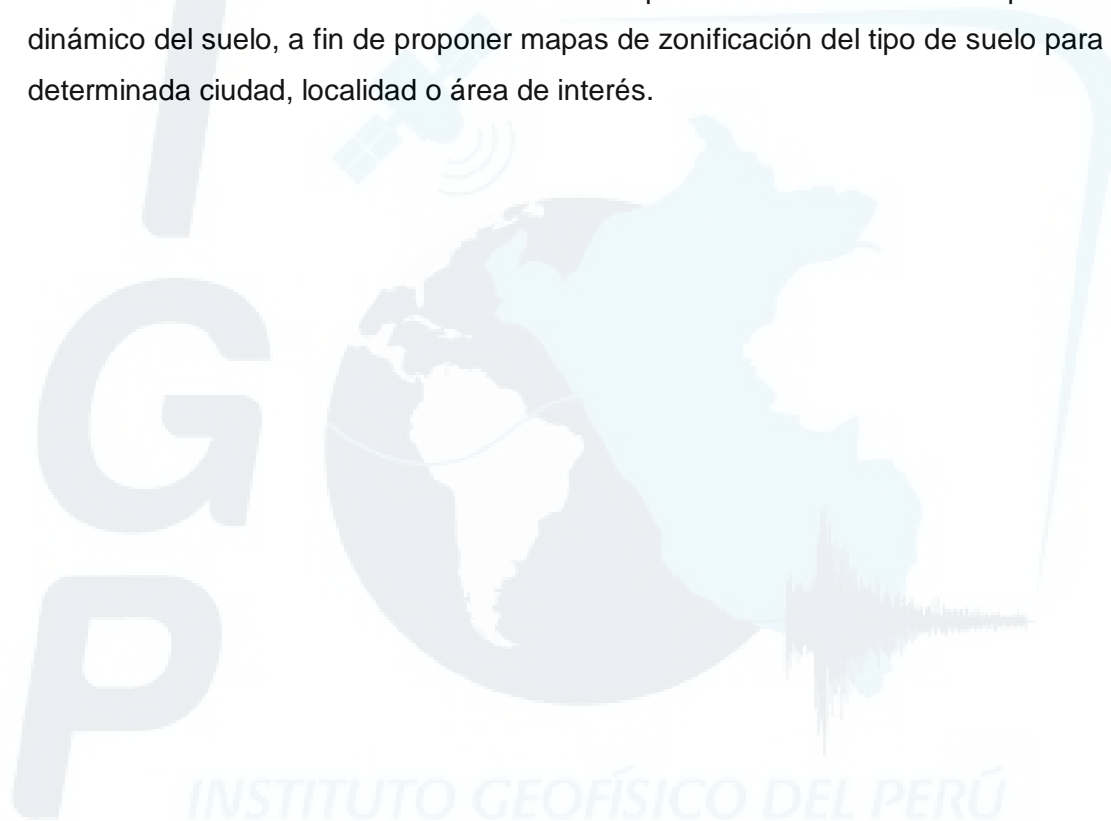 dinámico del suelo, a fin de proponer mapas de zonificación del tipo de suelo para
determinada ciudad, localidad o área de interés.
I
G
P
INSTITUTO GEOFÍSICO DEL PERÚ